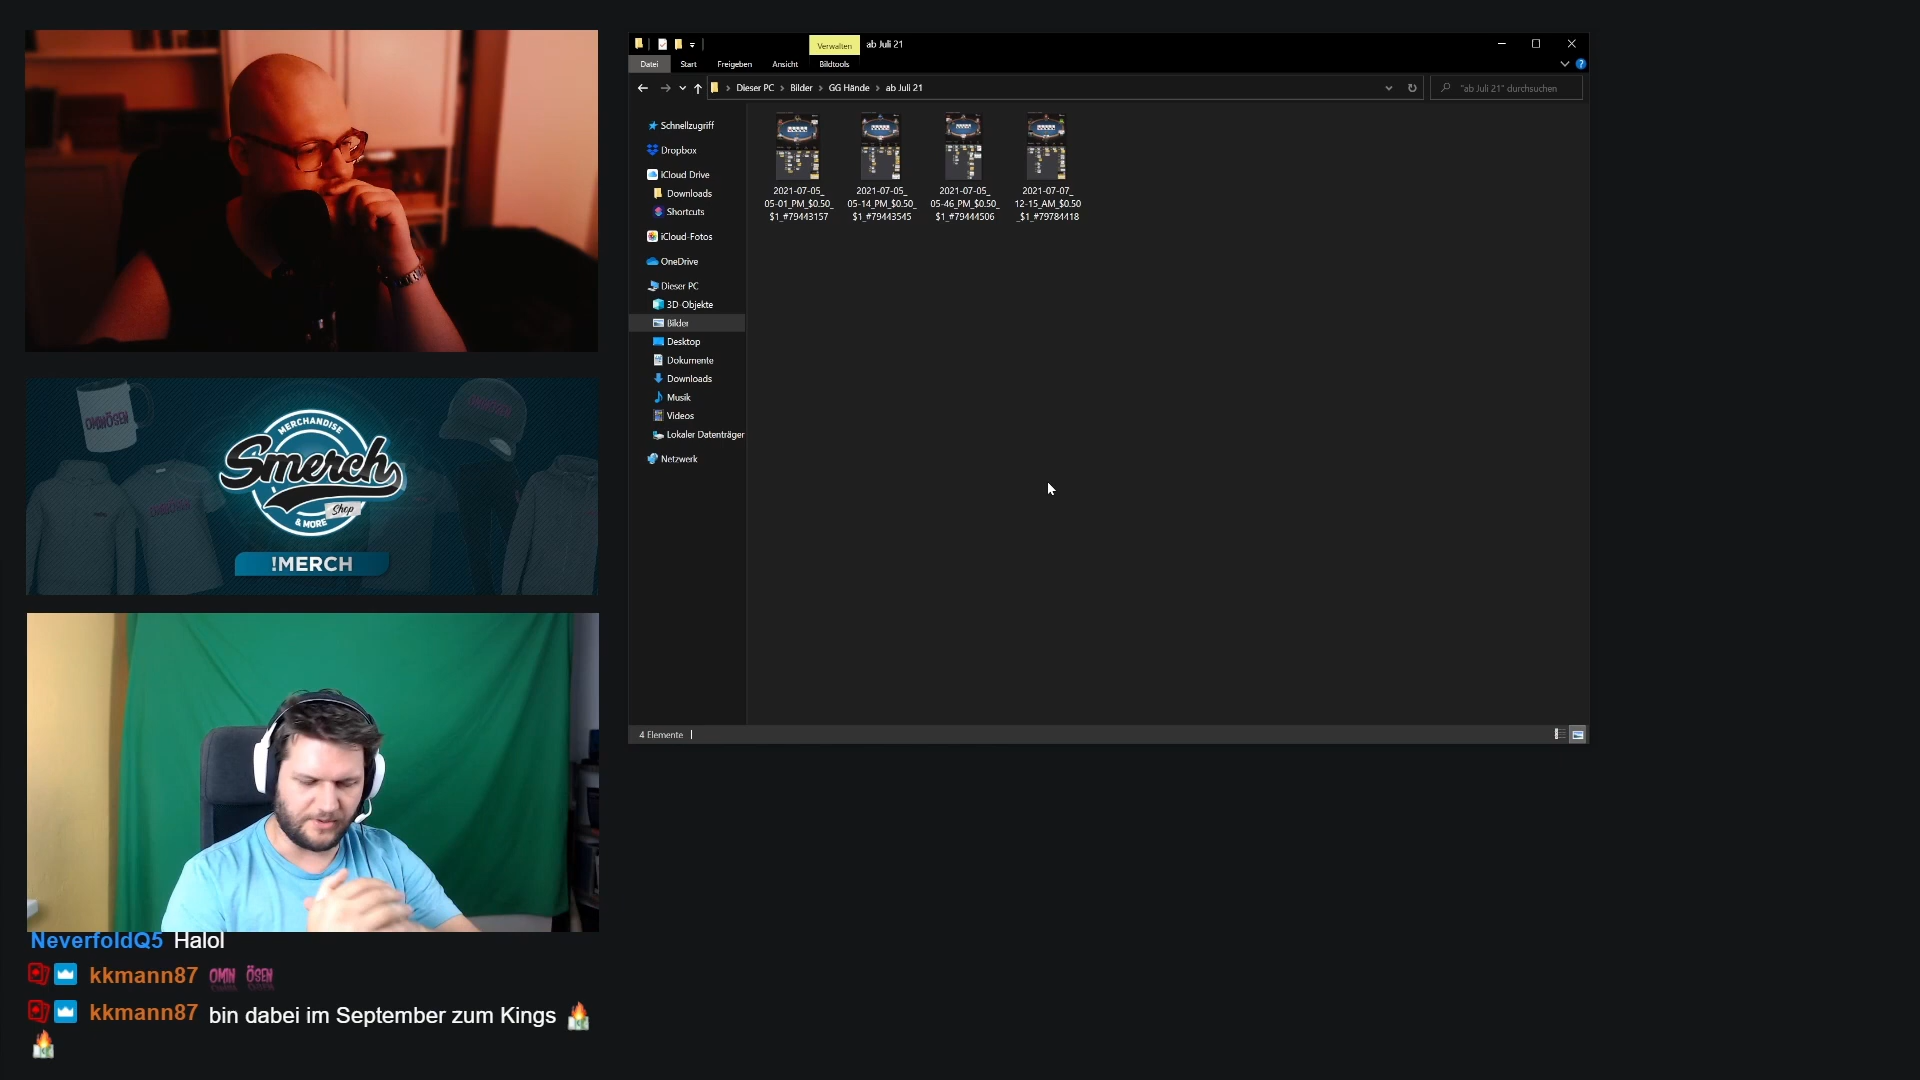 MERCHANDISE
Smerch
Shop
& MORE
!MERCH
OMINÖSEN
NeverfoldQ5 Halol
kkmann87 OMIN ÖSEN
kkmann87 bin dabei im September zum Kings
Verwalten ab Juli 21
Datei Start Freigeben Ansicht Bildtools
Dieser PC > Bilder > GG Hände > ab Juli 21
"ab Juli 21" durchsuchen
Schnellzugriff
Dropbox
iCloud Drive
Downloads
Shortcuts
iCloud-Fotos
OneDrive
Dieser PC
3D-Objekte
Bilder
Desktop
Dokumente
Downloads
Musik
Videos
Lokaler Datenträger
Netzwerk
2021-07-05_
05-01_PM_$0.50_
$1_#79443157
2021-07-05_
05-14_PM_$0.50_
$1_#79443545
2021-07-05_
05-46_PM_$0.50_
$1_#79444506
2021-07-07_
12-15_AM_$0.50
_$1_#79784418
4 Elemente